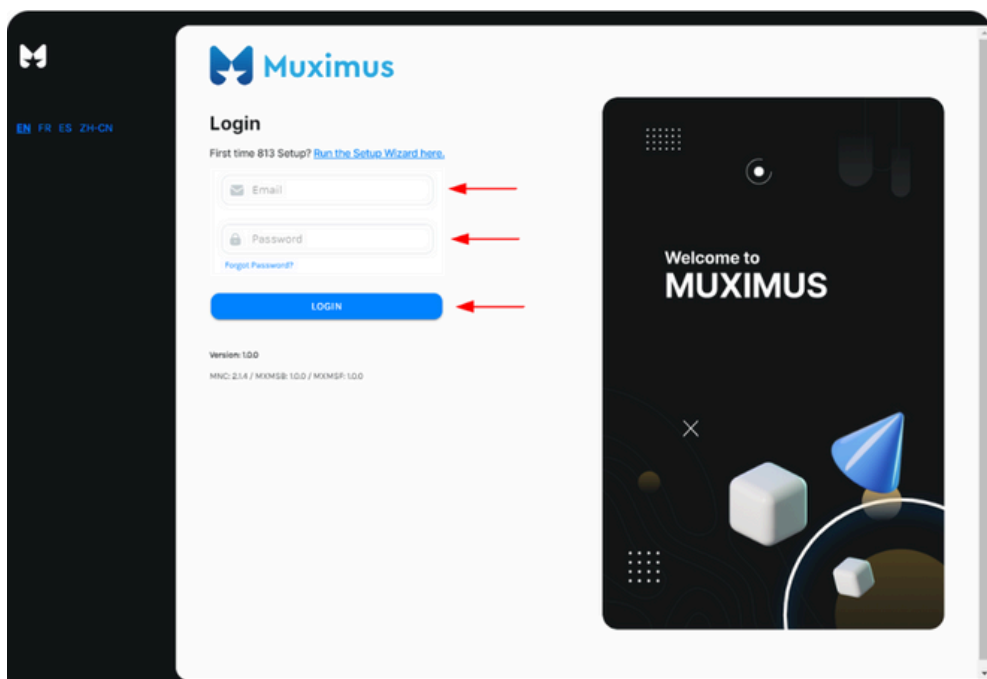 EN FR ES ZH-CN
Muximus
Login
First time 813 Setup? Run the Setup Wizard here.
Email
Password
Forgot Password?
LOGIN
Version: 1.0.0
MNC: 2.1.4 / MXMSB: 1.0.0 / MXMSF: 1.0.0
Welcome to
MUXIMUS